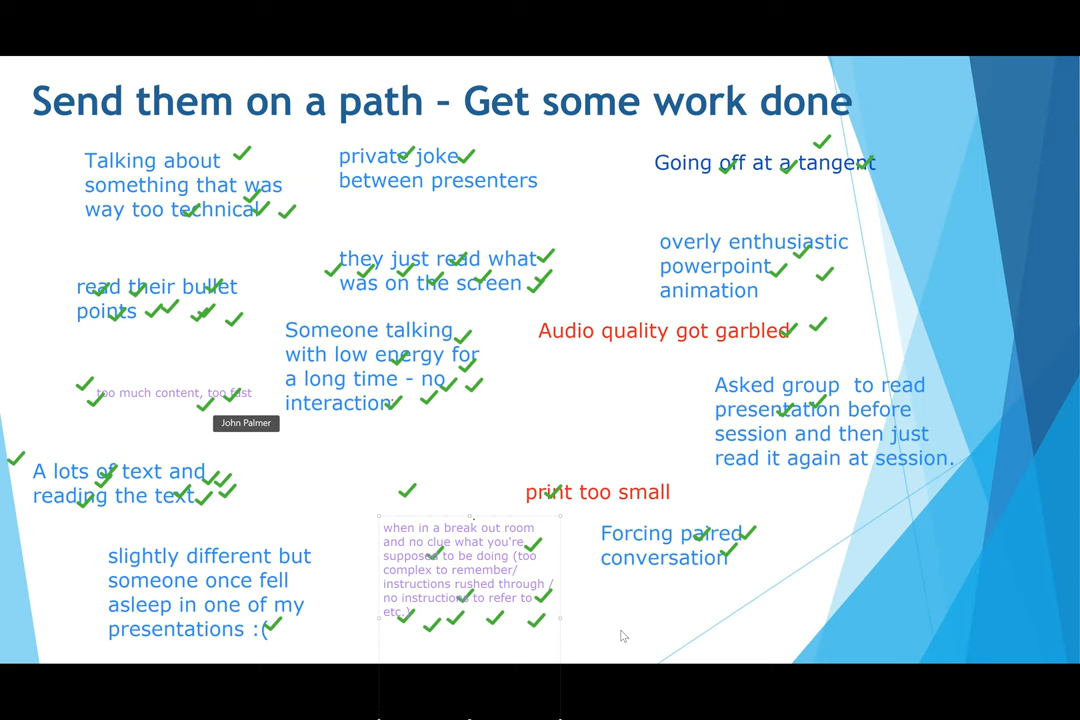 Send them on a path – Get some work done
Talking about
something that was
way too technical
private joke
between presenters
Going off at a tangent
read their bullet
points
they just read what
was on the screen
overly enthusiastic
powerpoint
animation
Someone talking
with low energy for
a long time - no
interaction
Audio quality got garbled
too much content, too fast
John Palmer
Asked group to read
presentation before
session and then just
read it again at session.
A lots of text and
reading the text
print too small
slightly different but
someone once fell
asleep in one of my
presentations :(
when in a break out room
and no clue what you're
supposed to be doing (too
complex to remember/
instructions rushed through /
no instructions to refer to
etc.)
Forcing paired
conversation